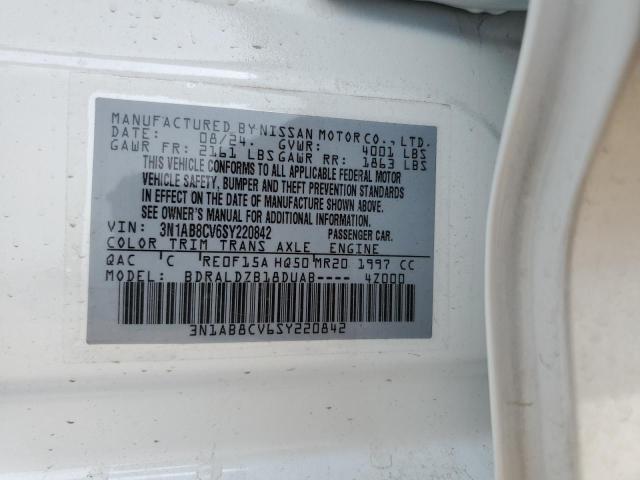 MANUFACTURED BY NISSAN MOTOR CO., LTD.
DATE: 08/24 GVWR: 4001 LBS
GAWR FR: 2161 LBS GAWR RR: 1863 LBS
THIS VEHICLE CONFORMS TO ALL APPLICABLE FEDERAL MOTOR
VEHICLE SAFETY, BUMPER AND THEFT PREVENTION STANDARDS
IN EFFECT ON THE DATE OF MANUFACTURE SHOWN ABOVE.
SEE OWNER'S MANUAL FOR ADDITIONAL INFORMATION.
VIN: 3N1AB8CV6SY220842 PASSENGER CAR.
COLOR TRIM TRANS AXLE ENGINE
QAC C RE0F15A HQ50 MR20 1997 CC
MODEL: BDRALDZB18DUAB---- 4Z000
3N1AB8CV6SY220842